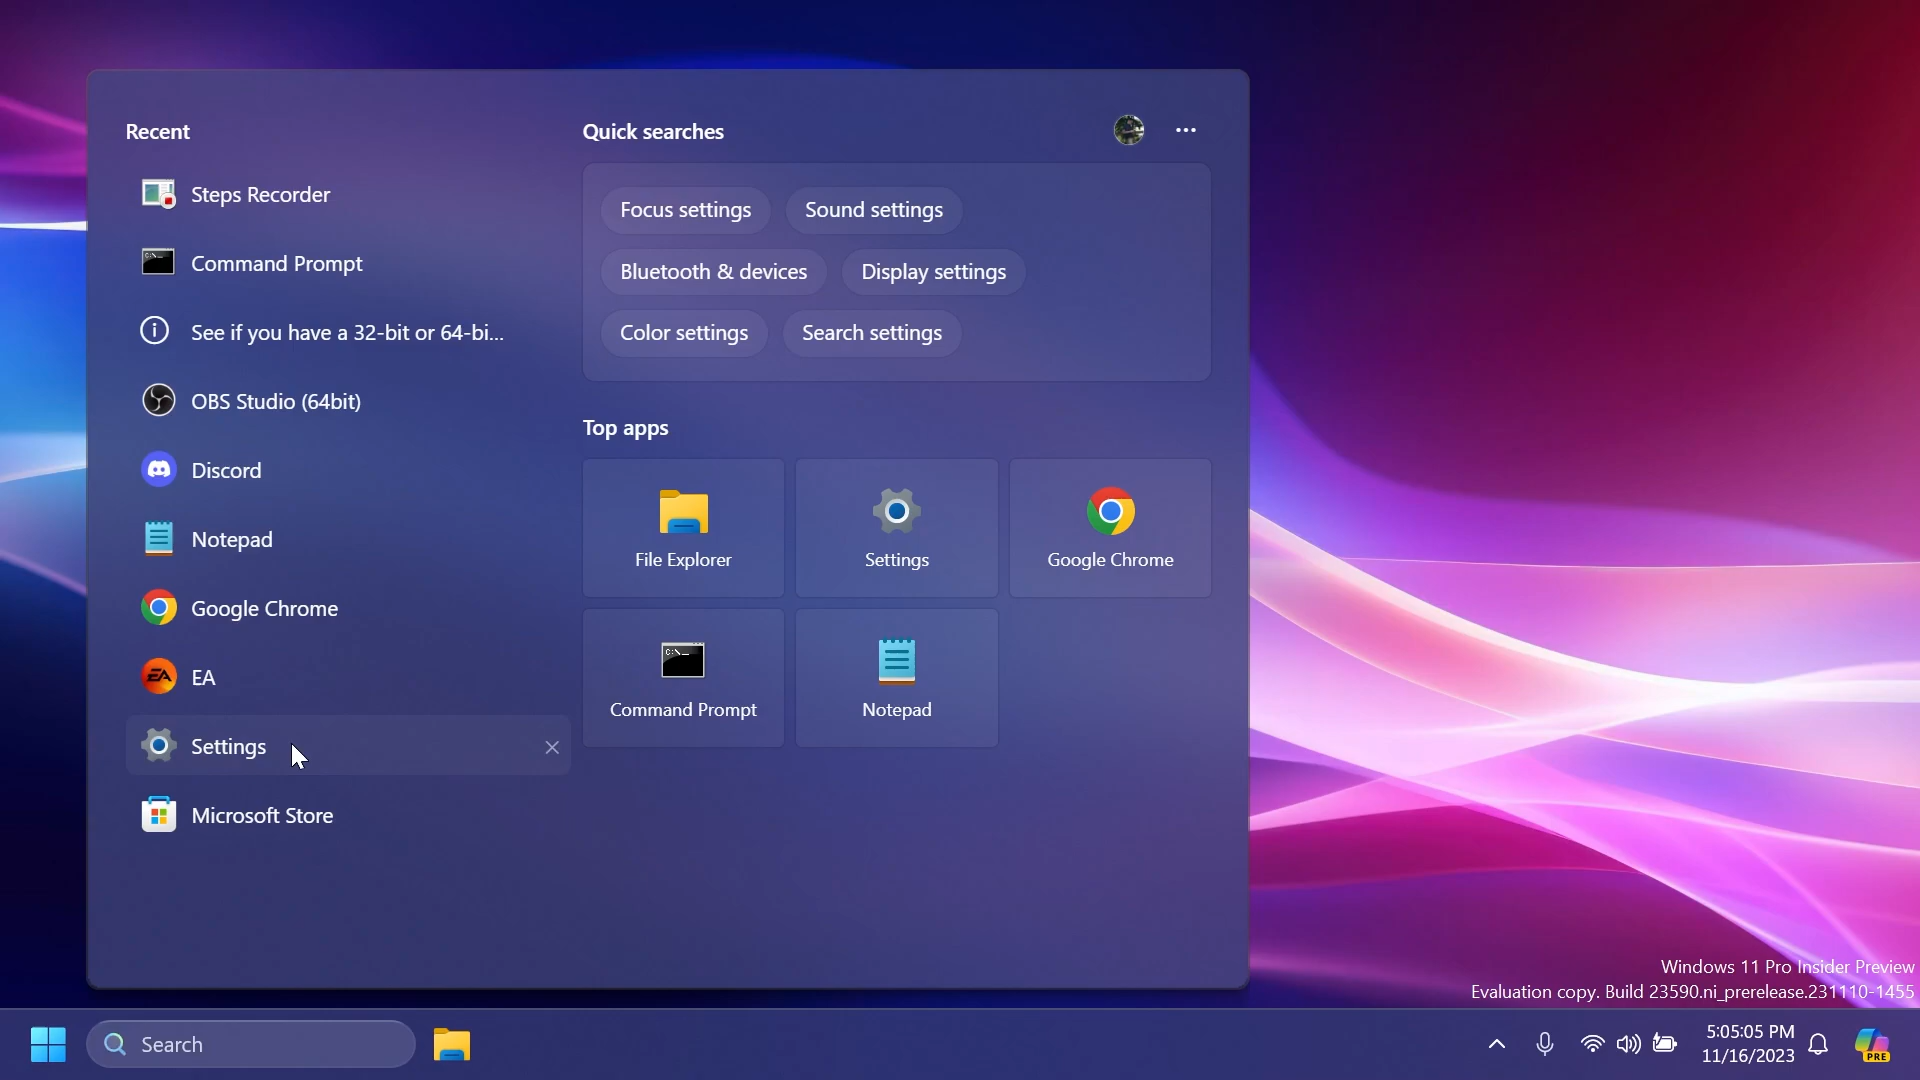 Recent
Steps Recorder
Command Prompt
See if you have a 32-bit or 64-bi...
OBS Studio (64bit)
Discord
Notepad
Google Chrome
EA
EA
Settings
Microsoft Store
Quick searches
Focus settings
Sound settings
Bluetooth & devices
Display settings
Color settings
Search settings
Top apps
File Explorer
Settings
Google Chrome
C:\_
Command Prompt
Notepad
Windows 11 Pro Insider Preview
Evaluation copy. Build 23590.ni_prerelease.231110-1455
Search
5:05:05 PM
11/16/2023
PRE